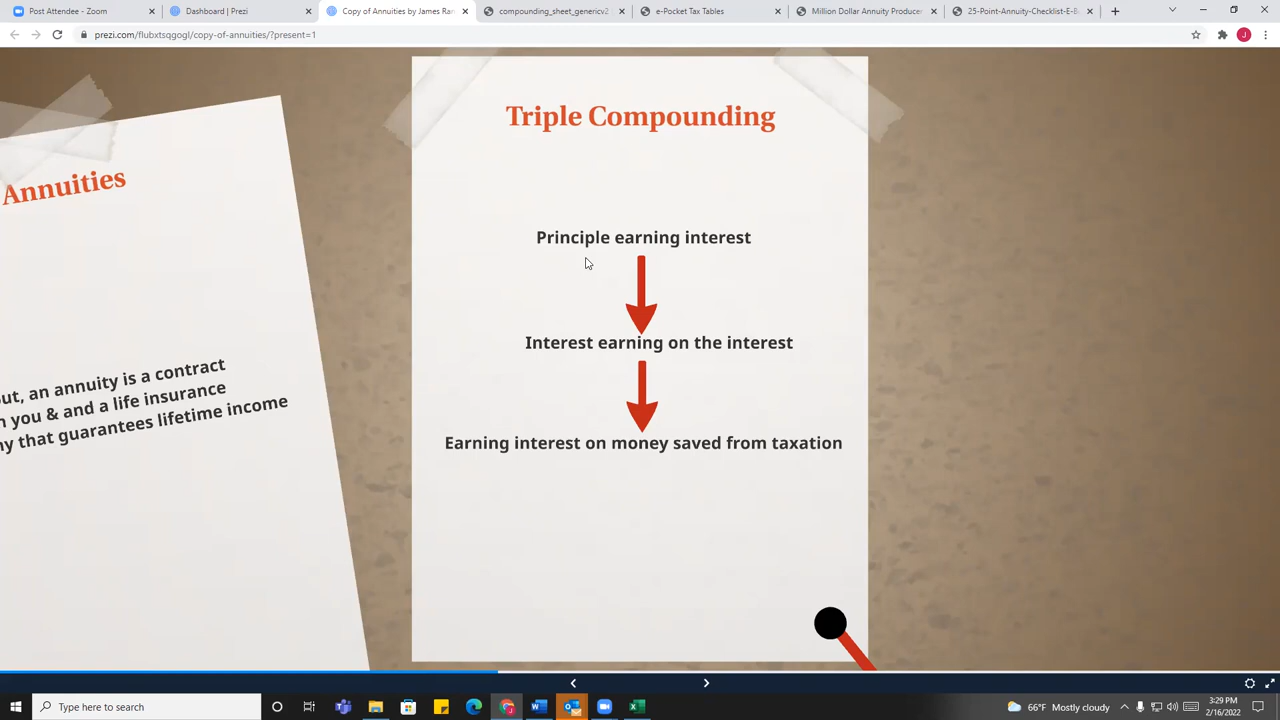 Post Attendee - Zoom
Dashboard | Prezi
Copy of Annuities by James Ran
compounding_sheet_genericv2
e-Pocket Tax Tables
Million Dollar Annuity Producer
25-Point-Annuity-Checklist-E-B
prezi.com/flubxtsqgogl/copy-of-annuities/?present=1
J
Annuities
out, an annuity is a contract
n you & and a life insurance
ny that guarantees lifetime income
Triple Compounding
Principle earning interest
Interest earning on the interest
Earning interest on money saved from taxation
Type here to search
66°F Mostly cloudy
3:29 PM
2/16/2022